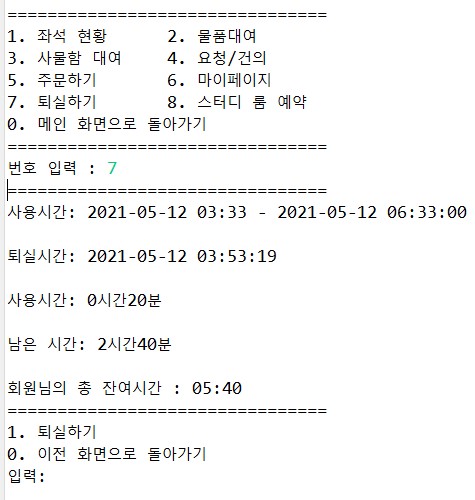 ================================
1. 좌석 현황 2. 물품대여
3. 사물함 대여 4. 요청/건의
5. 주문하기 6. 마이페이지
7. 퇴실하기 8. 스터디 룸 예약
0. 메인 화면으로 돌아가기
================================
번호 입력 : 7
================================
사용시간: 2021-05-12 03:33 - 2021-05-12 06:33:00
퇴실시간: 2021-05-12 03:53:19
사용시간: 0시간20분
남은 시간: 2시간40분
회원님의 총 잔여시간 : 05:40
================================
1. 퇴실하기
0. 이전 화면으로 돌아가기
입력: